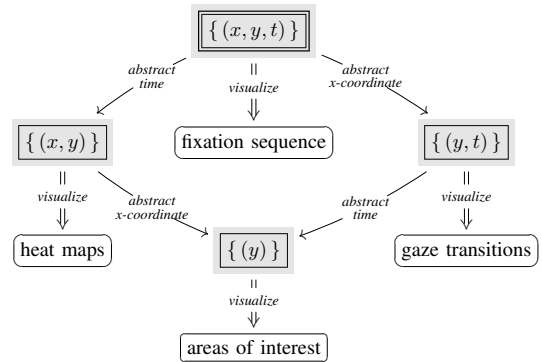 { (x, y, t) }
abstract
time
visualize
abstract
x-coordinate
{ (x, y) }
fixation sequence
{ (y, t) }
visualize
abstract
x-coordinate
abstract
time
visualize
heat maps
{ (y) }
gaze transitions
visualize
areas of interest